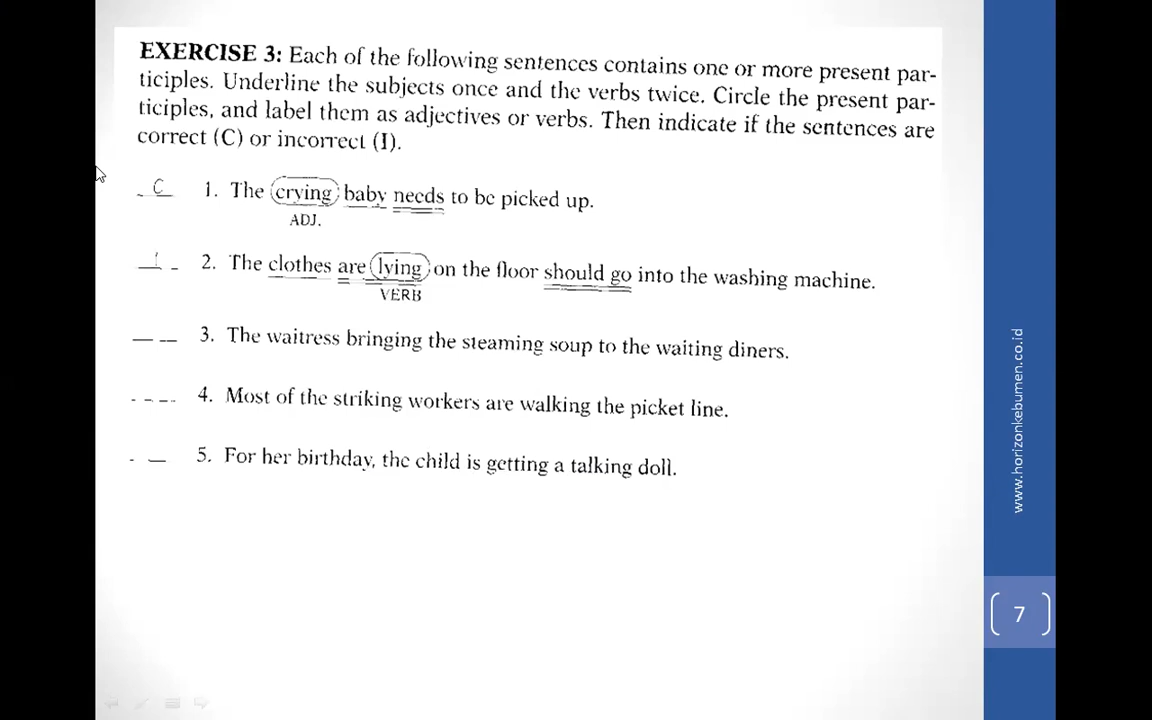 EXERCISE 3: Each of the following sentences contains one or more present par-
ticiples. Underline the subjects once and the verbs twice. Circle the present par-
ticiples, and label them as adjectives or verbs. Then indicate if the sentences are
correct (C) or incorrect (I).
C 1. The crying baby needs to be picked up.
ADJ.
I 2. The clothes are lying on the floor should go into the washing machine.
VERB
3. The waitress bringing the steaming soup to the waiting diners.
4. Most of the striking workers are walking the picket line.
5. For her birthday, the child is getting a talking doll.
www.horizonkebumen.co.id
7